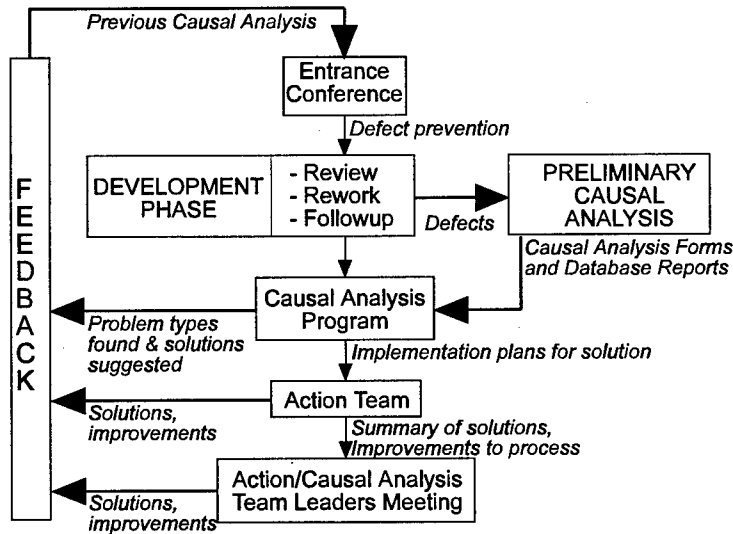 Previous Causal Analysis
Entrance
Conference
Defect prevention
DEVELOPMENT
PHASE
- Review
- Rework
- Followup
Defects
PRELIMINARY
CAUSAL
ANALYSIS
Causal Analysis Forms
and Database Reports
FEEDBACK
Causal Analysis
Program
Problem types
found & solutions
suggested
Implementation plans for solution
Action Team
Solutions,
improvements
Summary of solutions,
Improvements to process
Action/Causal Analysis
Team Leaders Meeting
Solutions,
improvements